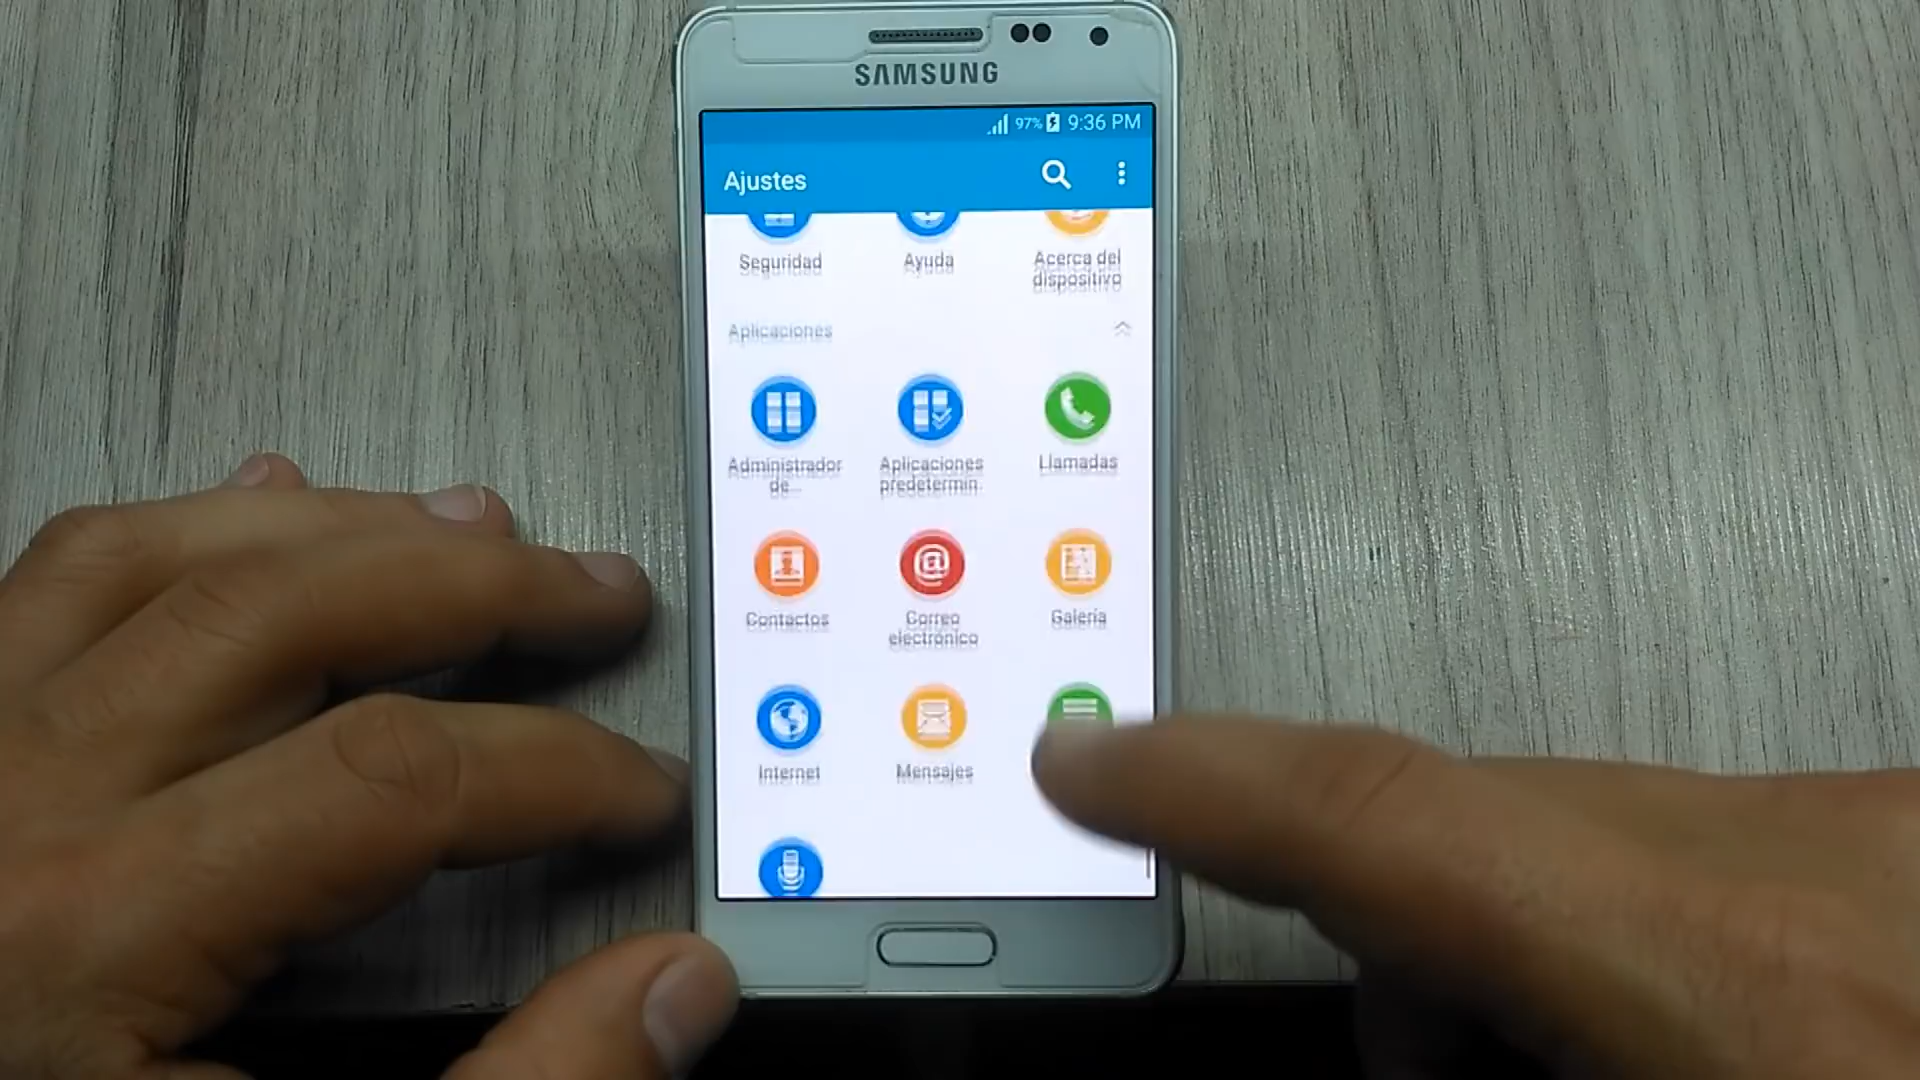 SAMSUNG
97% 9:36 PM
Ajustes
Seguridad
Ayuda
Acerca del
dispositivo
Aplicaciones
Administrador
de...
Aplicaciones
predetermin.
Llamadas
Contactos
Correo
electrónico
Galería
Internet
Mensajes